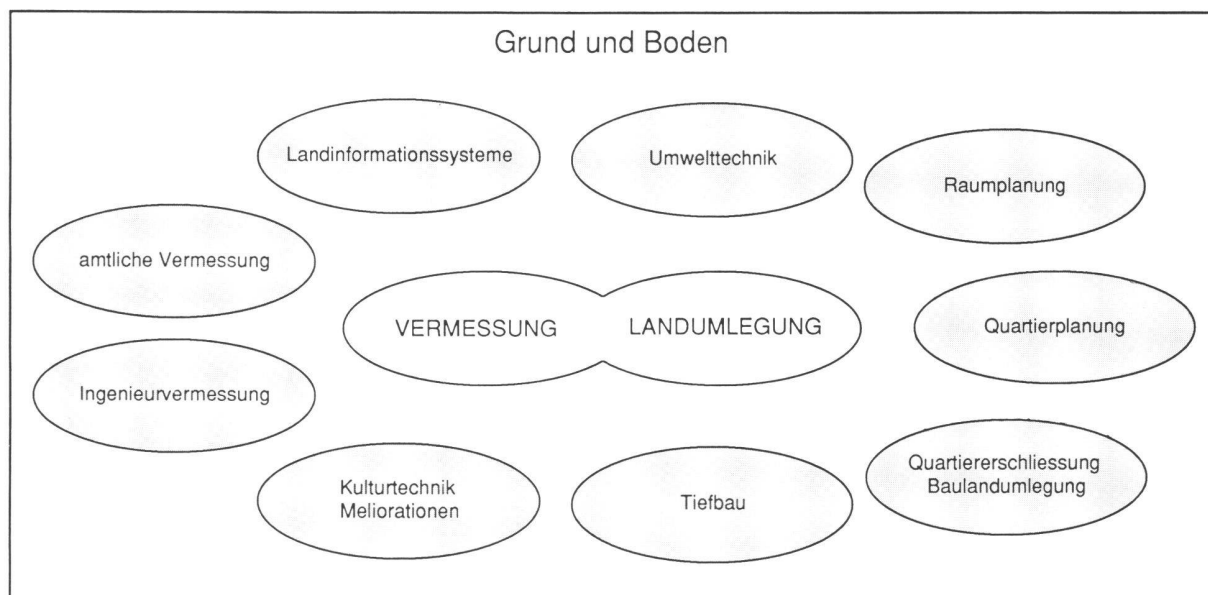 Grund und Boden
Landinformationssysteme
Umwelttechnik
Raumplanung
amtliche Vermessung
VERMESSUNG
LANDUMLEGUNG
Quartierplanung
Ingenieurvermessung
Kulturtechnik
Meliorationen
Tiefbau
Quartiererschliessung
Baulandumlegung